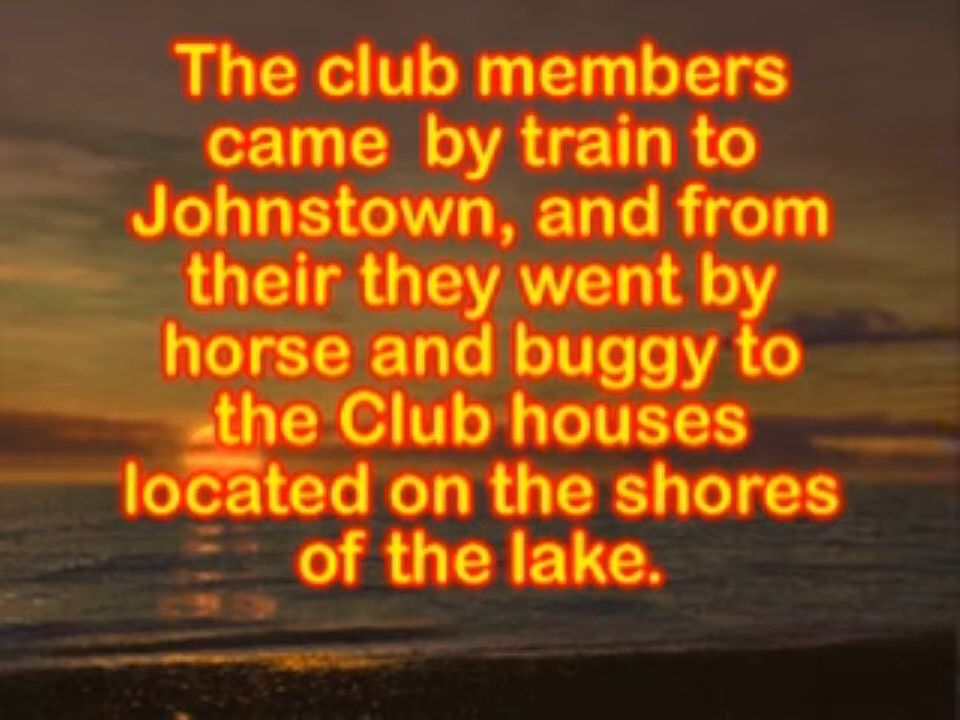 The club members
came  by train to
Johnstown, and from
their they went by
horse and buggy to
the Club houses
located on the shores
of the lake.